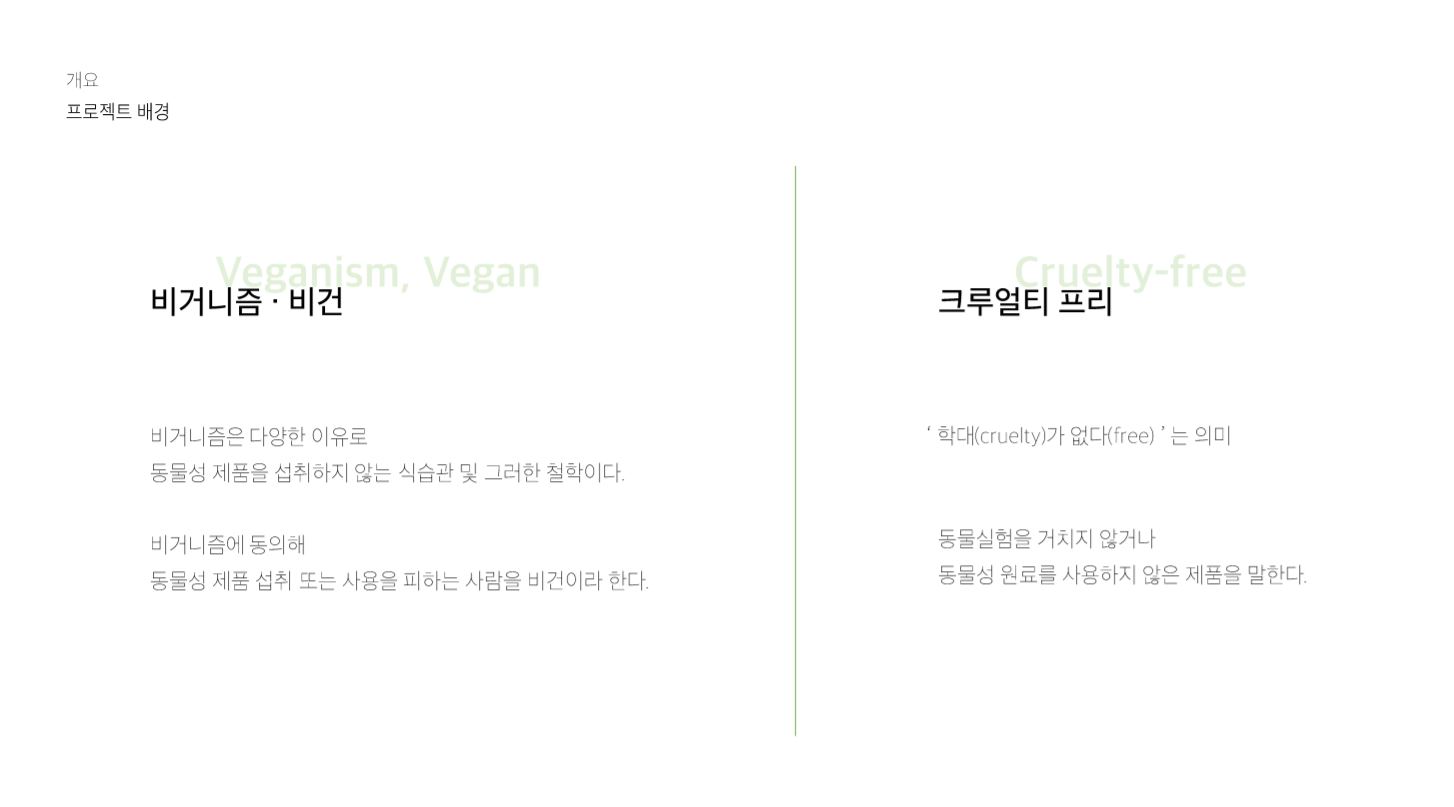 개요
프로젝트 배경
Veganism, Vegan
비거니즘 · 비건
비거니즘은 다양한 이유로
동물성 제품을 섭취하지 않는 식습관 및 그러한 철학이다.
비거니즘에 동의해
동물성 제품 섭취 또는 사용을 피하는 사람을 비건이라 한다.
Cruelty-free
크루얼티 프리
‘ 학대(cruelty)가 없다(free) ’ 는 의미
동물실험을 거치지 않거나
동물성 원료를 사용하지 않은 제품을 말한다.